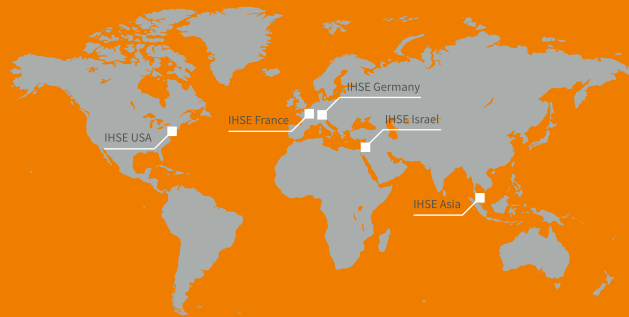 IHSE Germany
IHSE France
IHSE Israel
IHSE USA
IHSE Asia